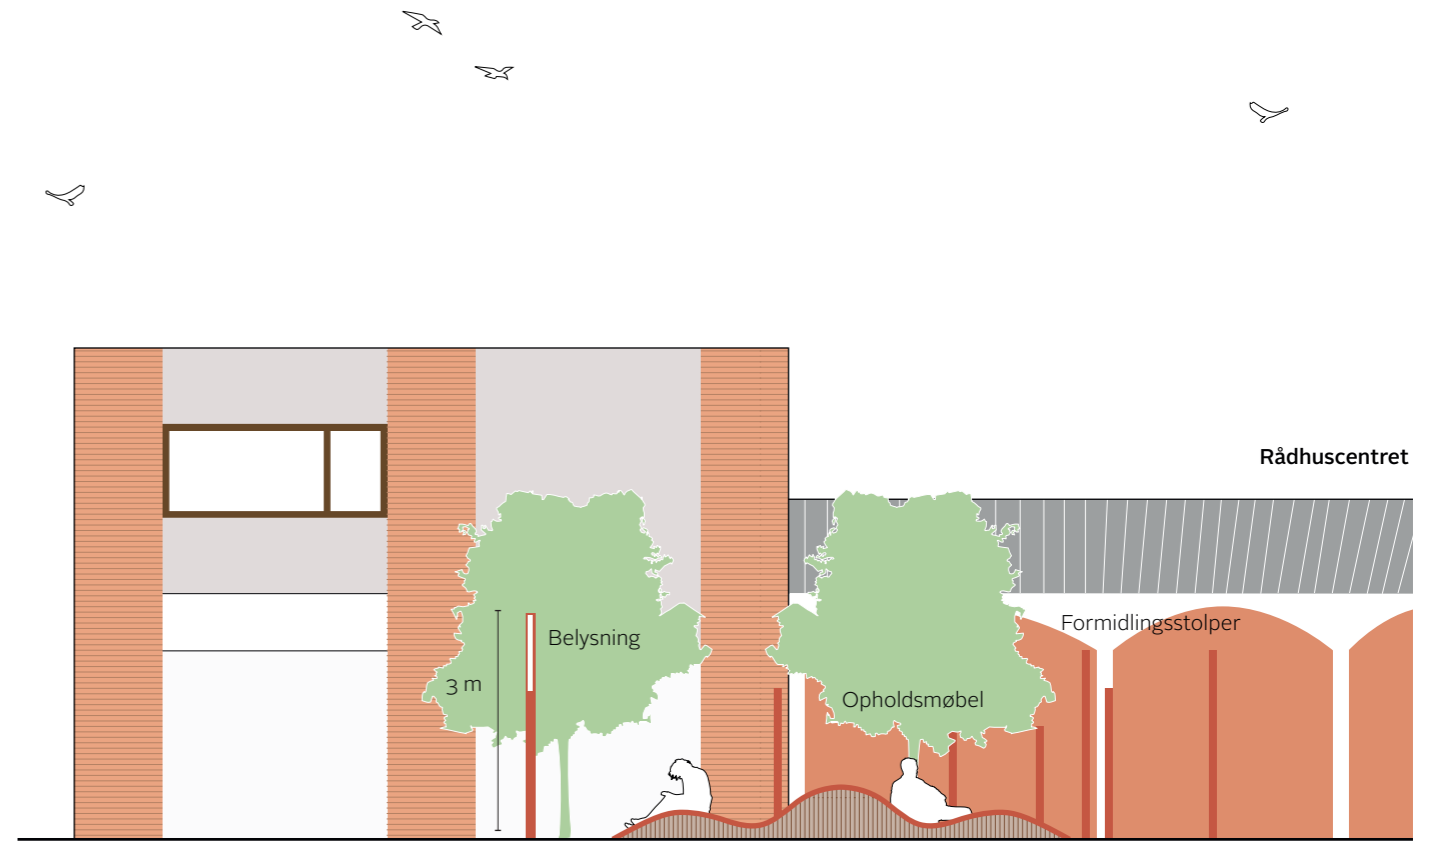 Rådhuscentret
Formidlingsstolper
Belysning
3 m
Opholdsmøbel